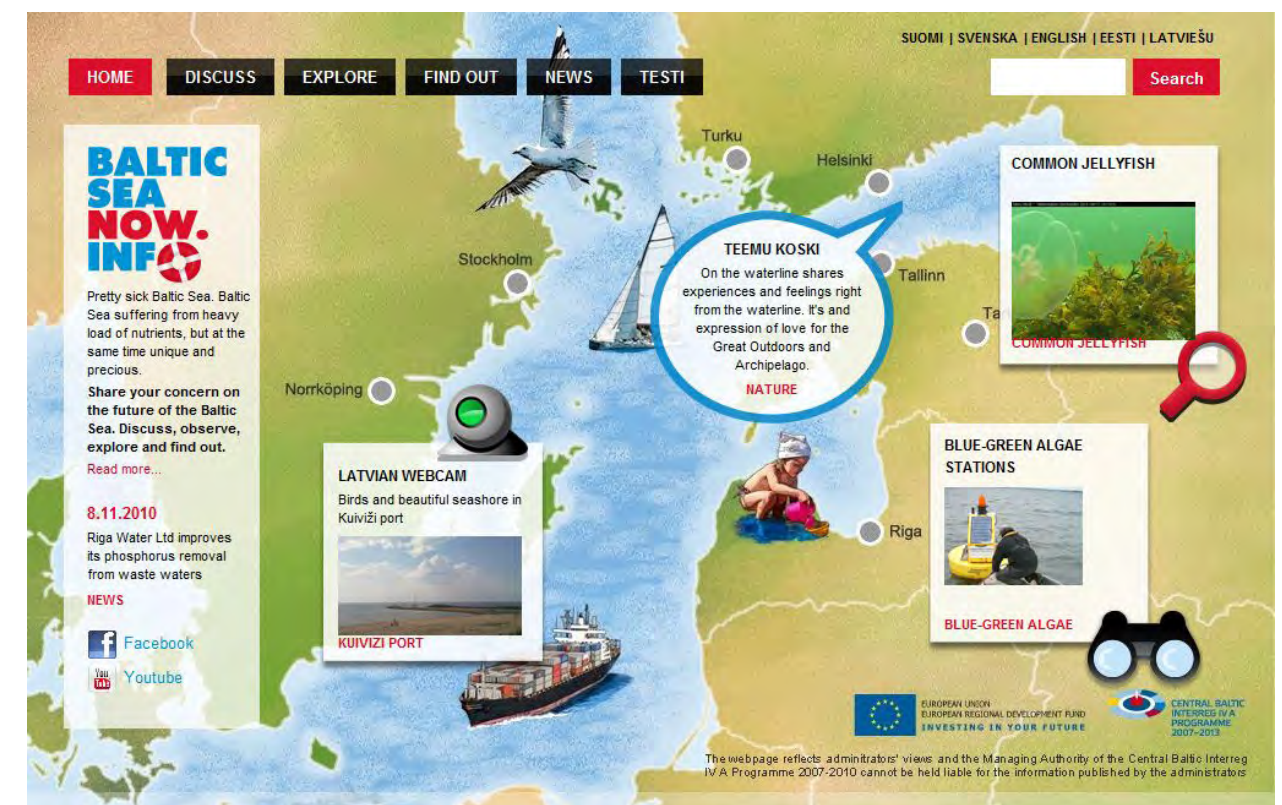 SUOMI | SVENSKA | ENGLISH | EESTI | LATVIEŠU
HOME DISCUSS EXPLORE FIND OUT NEWS TESTI Search
BALTIC
SEA
NOW.
INFO
Pretty sick Baltic Sea. Baltic
Sea suffering from heavy
load of nutrients, but at the
same time unique and
precious.
Share your concern on
the future of the Baltic
Sea. Discuss, observe,
explore and find out.
Read more...
8.11.2010
Riga Water Ltd improves
its phosphorus removal
from waste waters
NEWS
Facebook
You
Tube
Youtube
Turku
Helsinki
Stockholm
Tallinn
Norrköping
Riga
TEEMU KOSKI
On the waterline shares
experiences and feelings right
from the waterline. It's and
expression of love for the
Great Outdoors and
Archipelago.
NATURE
COMMON JELLYFISH
COMMON JELLYFISH
LATVIAN WEBCAM
Birds and beautiful seashore in
Kuiviži port
KUIVIZI PORT
BLUE-GREEN ALGAE
STATIONS
BLUE-GREEN ALGAE
EUROPEAN UNION
EUROPEAN REGIONAL DEVELOPMENT FUND
INVESTING IN YOUR FUTURE
CENTRAL BALTIC
INTERREG IV A
PROGRAMME
2007–2013
The webpage reflects adminitrators' views and the Managing Authority of the Central Baltic Interreg
IV A Programme 2007-2010 cannot be held liable for the information published by the administrators